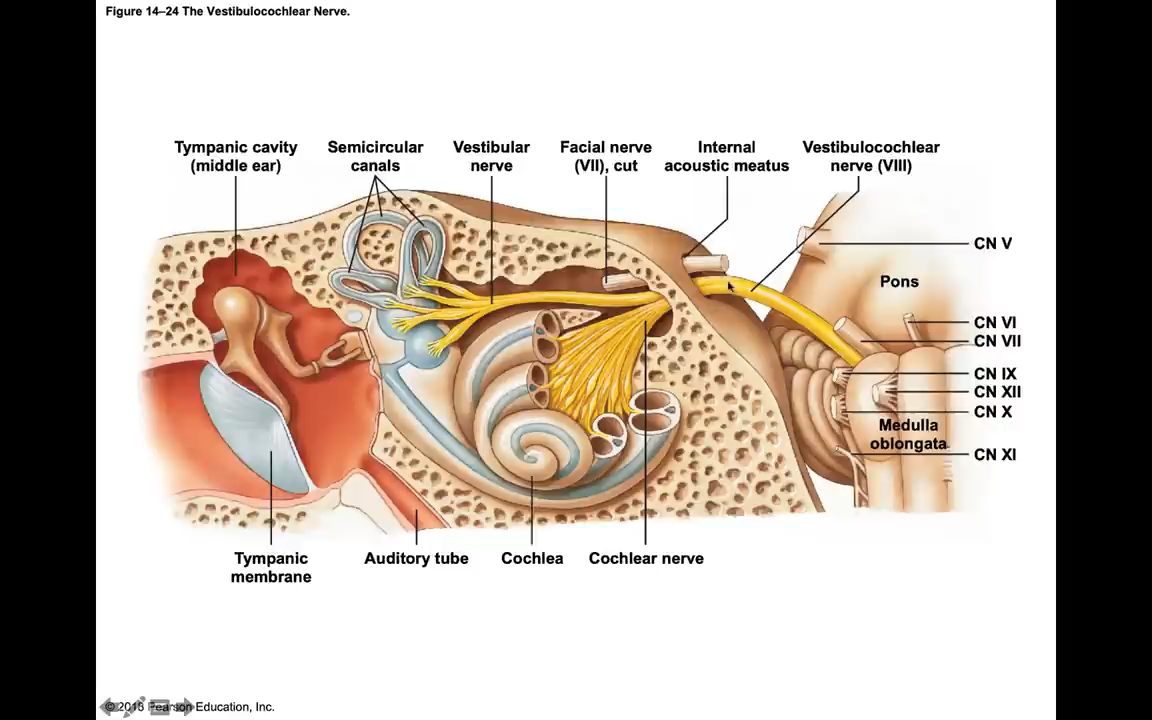 Figure 14–24 The Vestibulocochlear Nerve.
Tympanic cavity
(middle ear)
Semicircular
canals
Vestibular
nerve
Facial nerve
(VII), cut
Internal
acoustic meatus
Vestibulocochlear
nerve (VIII)
CN V
Pons
CN VI
CN VII
CN IX
CN XII
CN X
Medulla
oblongata
CN XI
Tympanic
membrane
Auditory tube
Cochlea
Cochlear nerve
© 2018 Pearson Education, Inc.